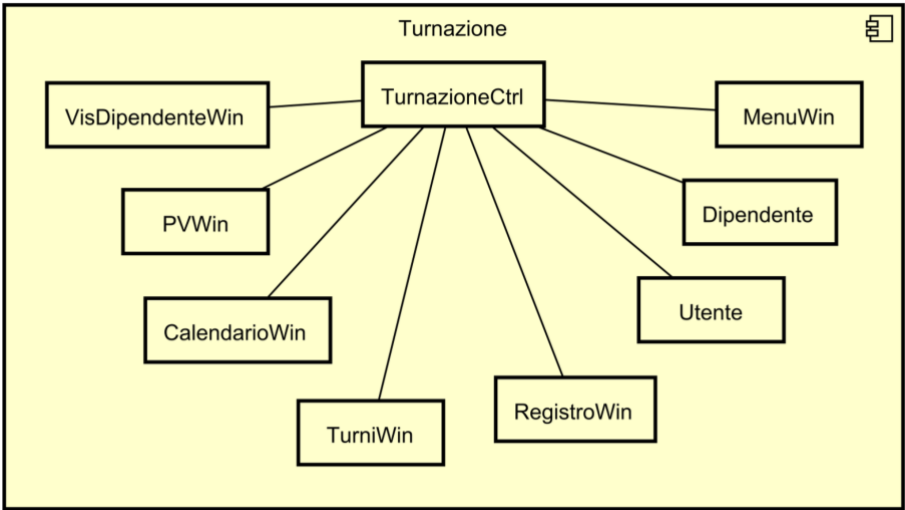 Turnazione
TurnazioneCtrl
VisDipendenteWin
MenuWin
PVWin
Dipendente
CalendarioWin
Utente
TurniWin
RegistroWin